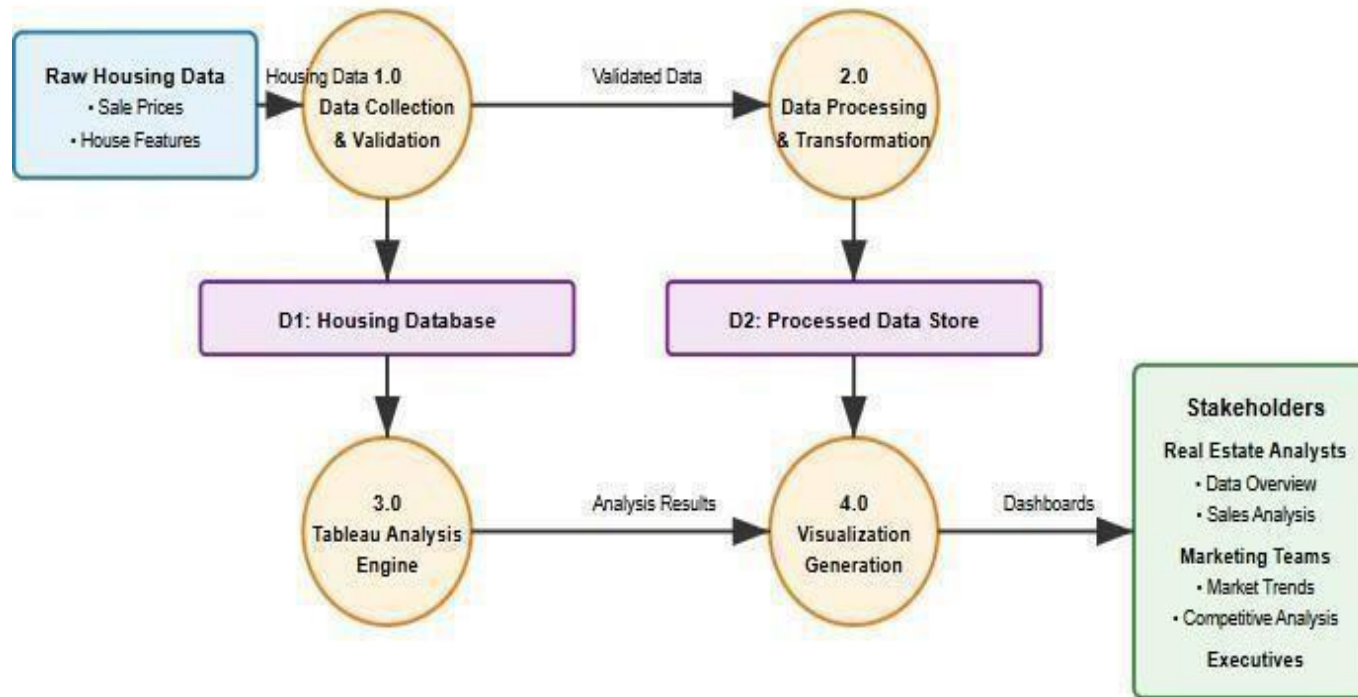 Raw Housing Data
• Sale Prices
• House Features
Housing Data
1.0
Data Collection
& Validation
Validated Data
2.0
Data Processing
& Transformation
D1: Housing Database
D2: Processed Data Store
3.0
Tableau Analysis
Engine
Analysis Results
4.0
Visualization
Generation
Dashboards
Stakeholders
Real Estate Analysts
• Data Overview
• Sales Analysis
Marketing Teams
• Market Trends
• Competitive Analysis
Executives